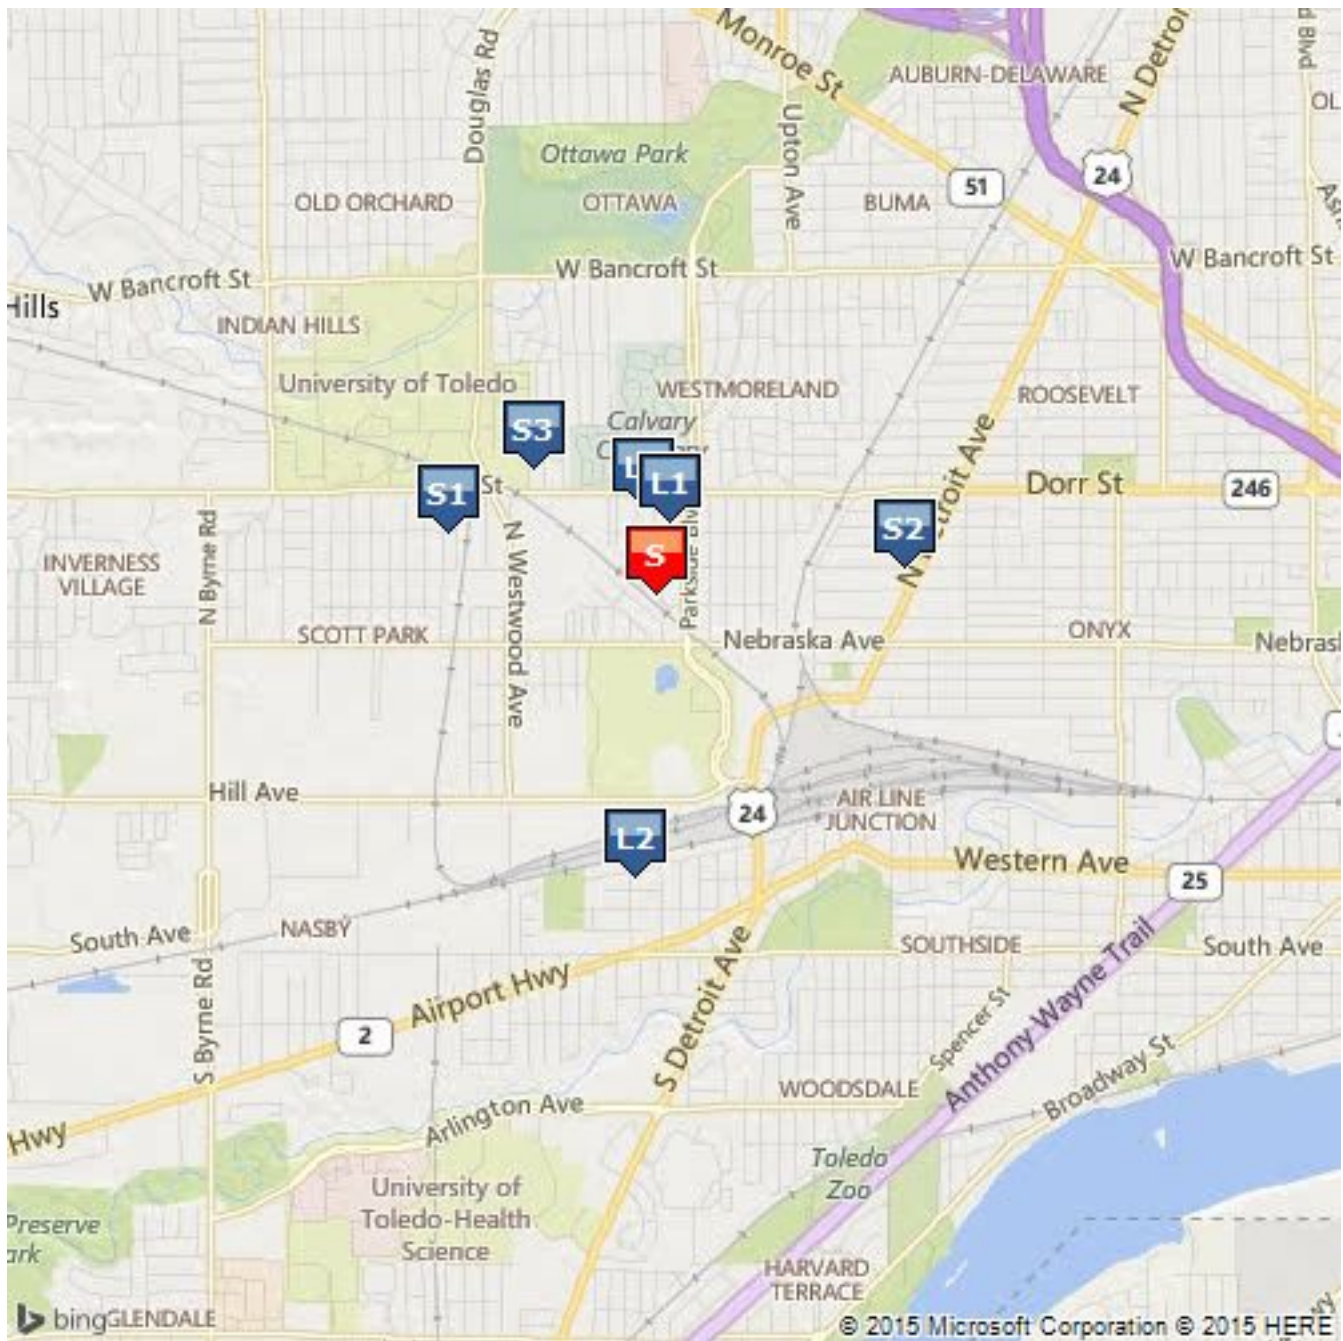 Monroe St
AUBURN-DELAWARE
N Detroi
d Blvd
OL
Douglas Rd
Upton Ave
Ottawa Park
OLD ORCHARD
OTTAWA
BUMA
51
24
W Bancroft St
W Bancroft St
W Bancroft St
Hills
INDIAN HILLS
University of Toledo
WESTMORELAND
ROOSEVELT
Calvary
S3
L1
S1
St
S2
S
Dorr St
246
INVERNESS
VILLAGE
N Byrne Rd
N Westwood Ave
SCOTT PARK
Nebraska Ave
ONYX
Nebrask
Hill Ave
24
AIR LINE
JUNCTION
L2
Western Ave
25
South Ave
NASBY
SOUTHSIDE
South Ave
S Byrne Rd
Airport Hwy
S Detroit Ave
2
Spencer St
Anthony Wayne Trail
Broadway St
WOODSDALE
Arlington Ave
Hwy
Toledo
Zoo
University of
Toledo-Health
Science
Preserve
ark
HARVARD
TERRACE
bing
GLENDALE
© 2015 Microsoft Corporation © 2015 HERE